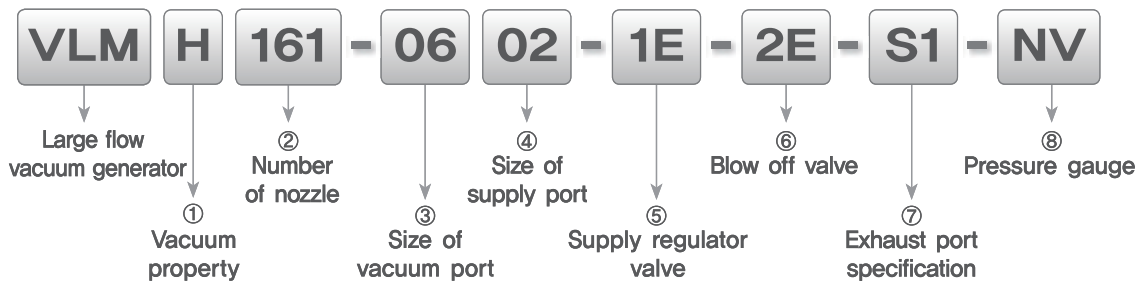 VLM H 161 - 06 02 - 1E - 2E - S1 - NV
Large flow
vacuum generator
①
Vacuum
property
②
Number
of nozzle
③
Size of
vacuum port
④
Size of
supply port
⑤
Supply regulator
valve
⑥
Blow off valve
⑦
Exhaust port
specification
⑧
Pressure gauge